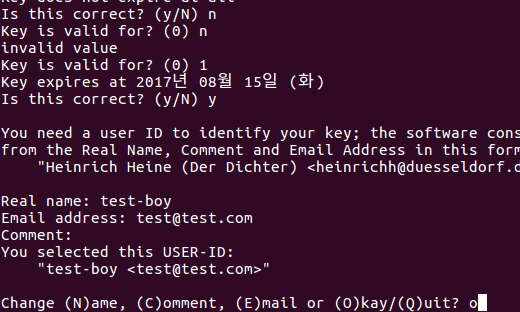 Key does not expire at all
Is this correct? (y/N) n
Key is valid for? (0) n
invalid value
Key is valid for? (0) 1
Key expires at 2017년 08월 15일 (화)
Is this correct? (y/N) y
You need a user ID to identify your key; the software cons
from the Real Name, Comment and Email Address in this form
"Heinrich Heine (Der Dichter) <heinrichh@duesseldorf.d
Real name: test-boy
Email address: test@test.com
Comment:
You selected this USER-ID:
"test-boy <test@test.com>"
Change (N)ame, (C)omment, (E)mail or (O)kay/(Q)uit? o